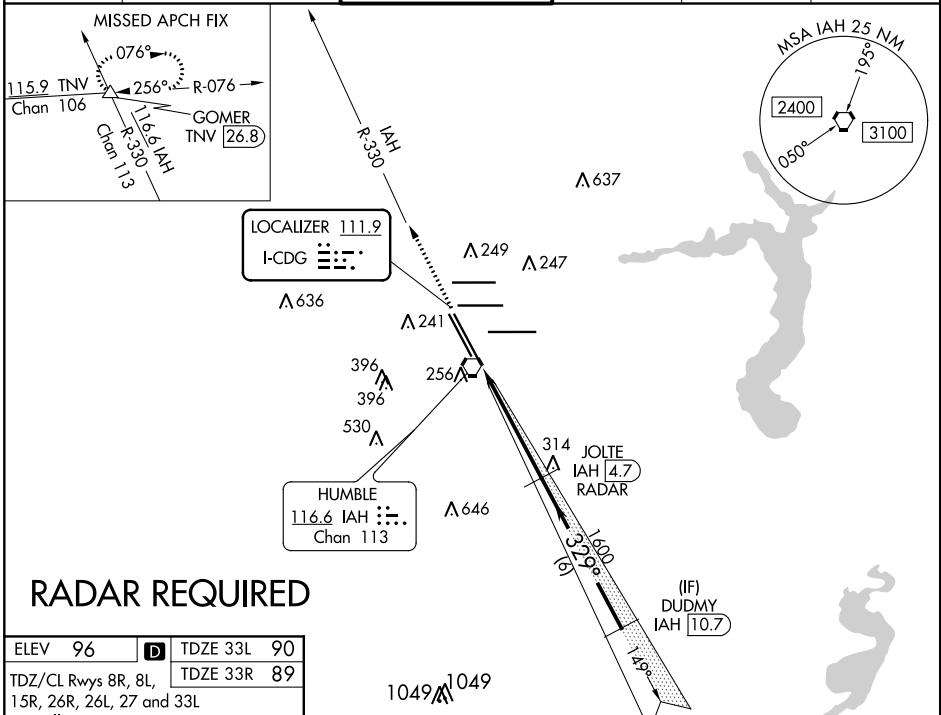 MISSED APCH FIX
076°
115.9 TNV
Chan 106
256°
R-076
GOMER
TNV 26.8
116.6 IAH
R-330
Chan 113
IAH
R-330
MSA IAH 25 NM
195°
2400
3100
050°
637
LOCALIZER 111.9
I-CDG
249
247
636
241
396
396
256
530
314
JOLTE
IAH 4.7
RADAR
HUMBLE
116.6 IAH
Chan 113
646
1600
329°
(6)
RADAR REQUIRED
(IF)
DUDMY
IAH 10.7
149°
ELEV 96
D
TDZE 33L 90
TDZE 33R 89
TDZ/CL Rwys 8R, 8L,
15R, 26R, 26L, 27 and 33L
1049
1049